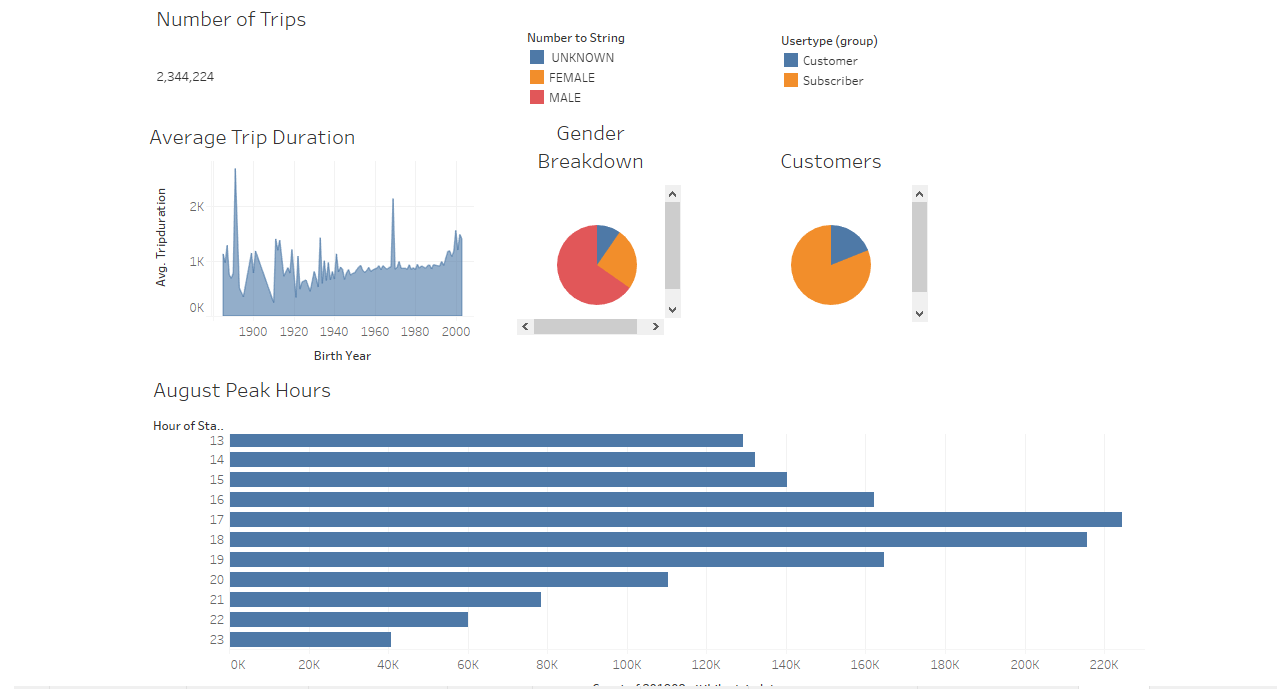 Number of Trips
2,344,224
Number to String
UNKNOWN
FEMALE
MALE
Usertype (group)
Customer
Subscriber
Average Trip Duration
Avg. Tripduration
2K
1K
0K
1900 1920 1940 1960 1980 2000
Birth Year
Gender
Breakdown
Customers
August Peak Hours
Hour of Sta..
13
14
15
16
17
18
19
20
21
22
23
0K 20K 40K 60K 80K 100K 120K 140K 160K 180K 200K 220K